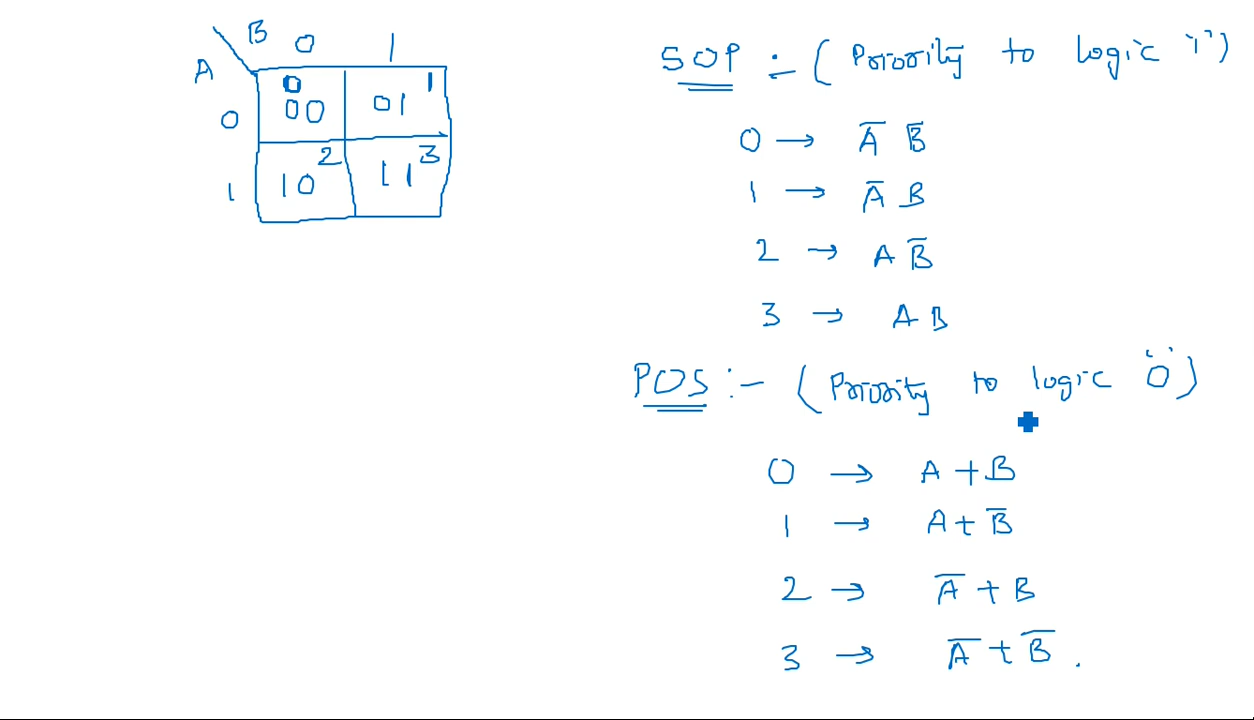 B 0 1
A
0 0 00 01 1
1 10 2 11 3
SOP :- (Priority to logic '1')
0 → A̅ B̅
1 → A̅ B
2 → A B̅
3 → A B
POS :- (Priority to logic "0")
0 → A + B
1 → A + B̅
2 → A̅ + B
3 → A̅ + B̅ .